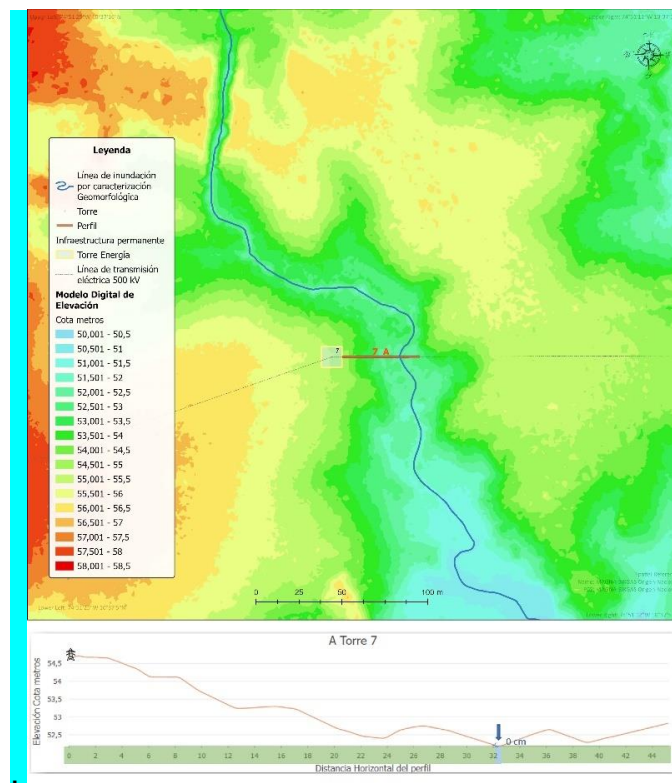 Leyenda
Línea de inundación
por caracterización
Geomorfológica
Torre
Perfil
Infraestructura permanente
Torre Energía
Línea de transmisión
eléctrica 500 kV
Modelo Digital de
Elevación
Cota metros
50,001 - 50,5
50,501 - 51
51,001 - 51,5
51,501 - 52
52,001 - 52,5
52,501 - 53
53,001 - 53,5
53,501 - 54
54,001 - 54,5
54,501 - 55
55,001 - 55,5
55,501 - 56
56,001 - 56,5
56,501 - 57
57,001 - 57,5
57,501 - 58
58,001 - 58,5
7
7 A
0 50 100 m
A Torre 7
Elevación Cota metros
54,5
54
53,5
53
52,5
0 cm
0 2 4 6 8 10 12 14 16 18 20 22 24 26 28 30 32 34 36 38 40 42 44
Distancia Horizontal del perfil